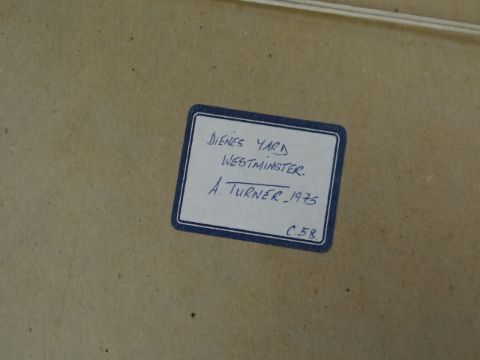 DIENES YARD
WESTMINSTER.
A. TURNER - 1975
C.58